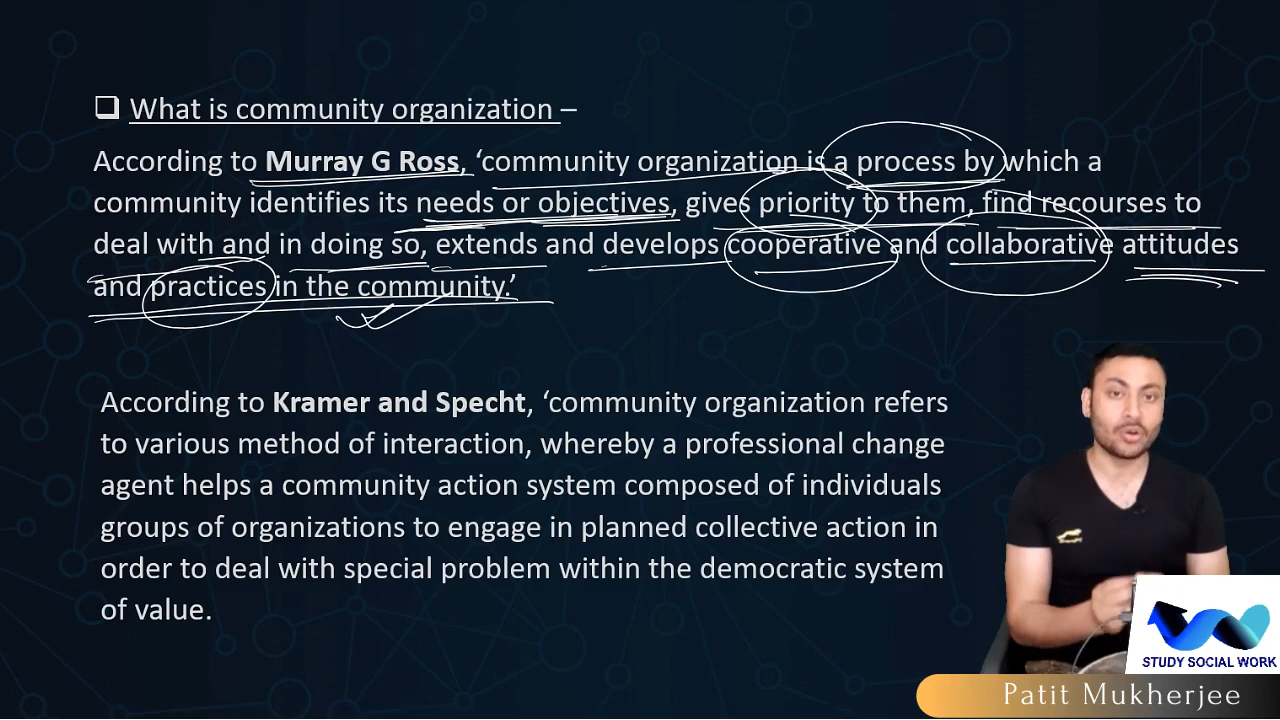 ❑ What is community organization –
According to Murray G Ross, ‘community organization is a process by which a
community identifies its needs or objectives, gives priority to them, find recourses to
deal with and in doing so, extends and develops cooperative and collaborative attitudes
and practices in the community.’
According to Kramer and Specht, ‘community organization refers
to various method of interaction, whereby a professional change
agent helps a community action system composed of individuals
groups of organizations to engage in planned collective action in
order to deal with special problem within the democratic system
of value.
STUDY SOCIAL WORK
Patit Mukherjee